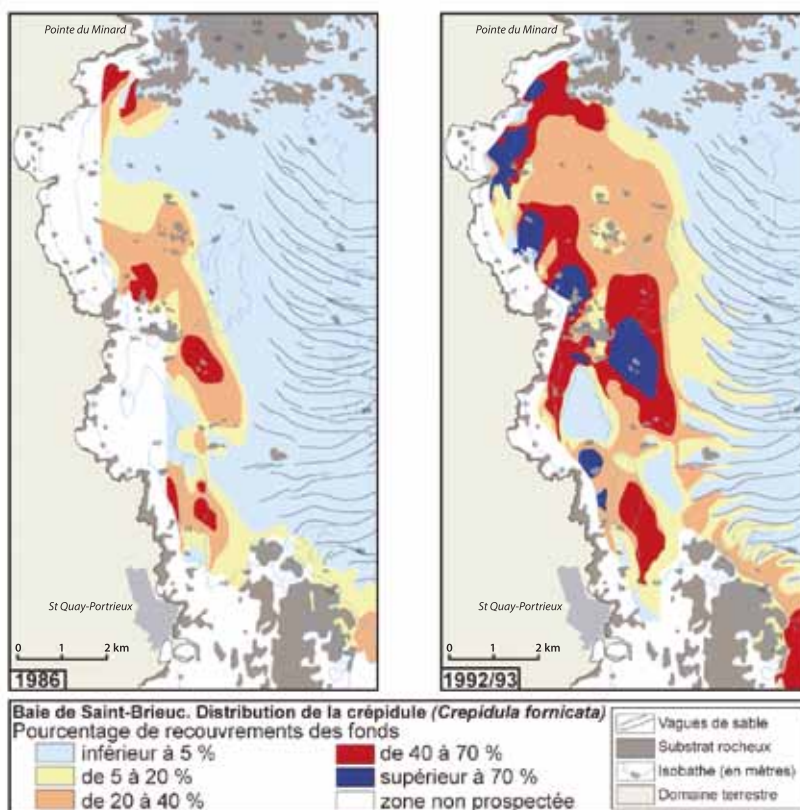 Pointe du Minard
Pointe du Minard
St Quay-Portrieux
St Quay-Portrieux
0 1 2 km
0 1 2 km
1986
1992/93
Baie de Saint-Brieuc. Distribution de la crépidule (Crepidula fornicata)
Pourcentage de recouvrements des fonds
inférieur à 5 %
de 5 à 20 %
de 20 à 40 %
de 40 à 70 %
supérieur à 70 %
zone non prospectée
Vagues de sable
Substrat rocheux
Isobathe (en mètres)
Domaine terrestre